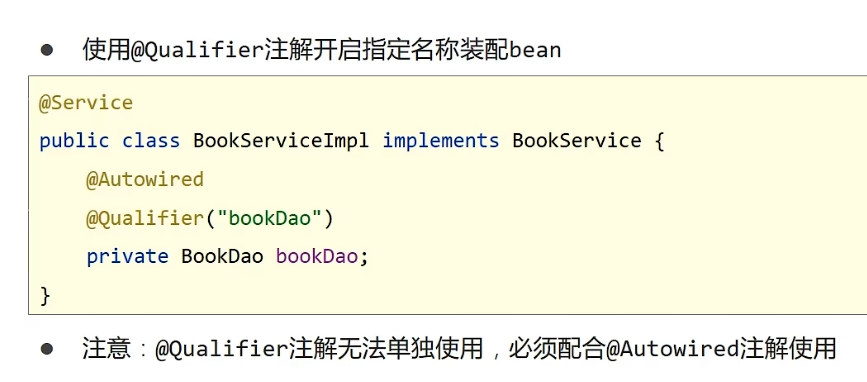 ● 使用@Qualifier注解开启指定名称装配bean
@Service
public class BookServiceImpl implements BookService {
    @Autowired
    @Qualifier("bookDao")
    private BookDao bookDao;
}
● 注意：@Qualifier注解无法单独使用，必须配合@Autowired注解使用